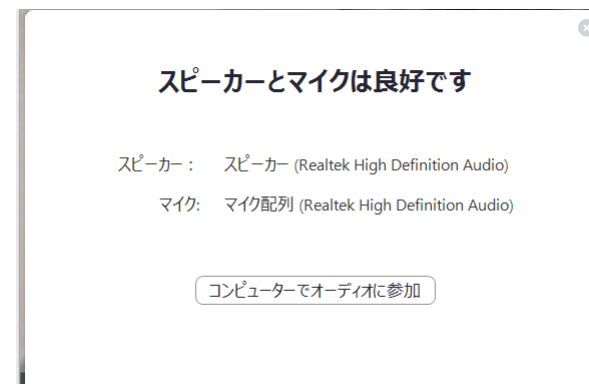 スピーカーとマイクは良好です
スピーカー： スピーカー (Realtek High Definition Audio)
マイク: マイク配列 (Realtek High Definition Audio)
コンピューターでオーディオに参加